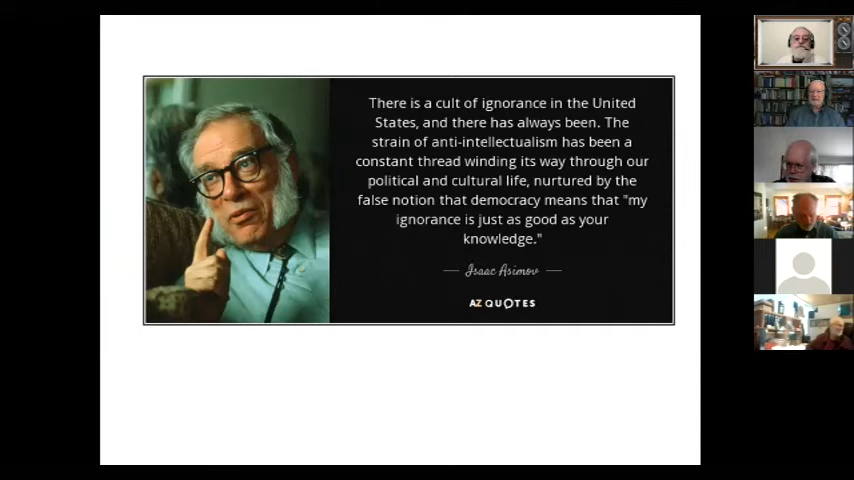 There is a cult of ignorance in the United
States, and there has always been. The
strain of anti-intellectualism has been a
constant thread winding its way through our
political and cultural life, nurtured by the
false notion that democracy means that "my
ignorance is just as good as your
knowledge."
Isaac Asimov
AZ QUOTES